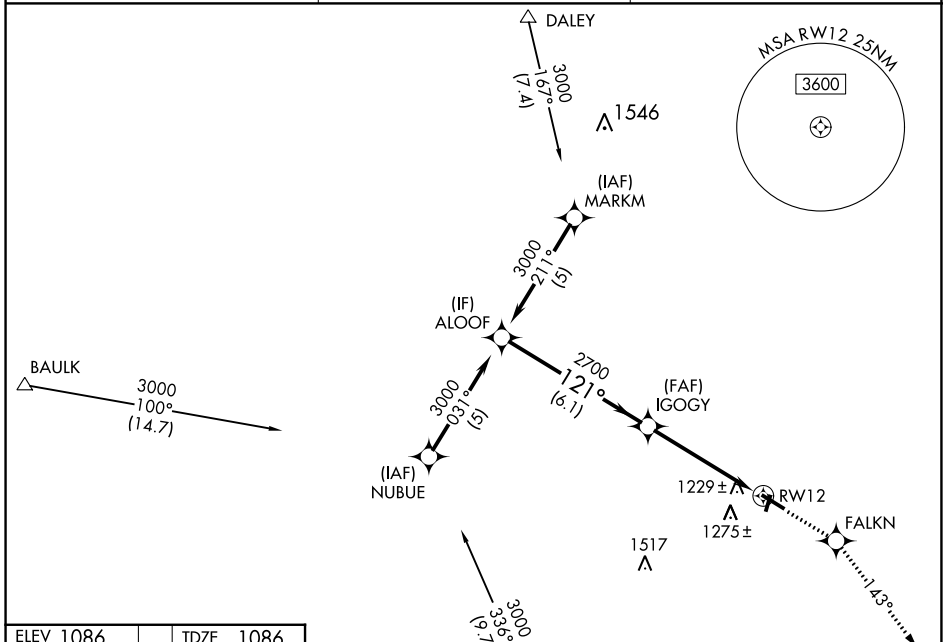 DALEY
3000
167°
(7.4)
1546
MSA RW12 25NM
3600
(IAF)
MARKM
3000
211°
(5)
(IF)
ALOOF
BAULK
3000
100°
(14.7)
2700
121°
(6.1)
(FAF)
IGOGY
3000
031°
(5)
(IAF)
NUBUE
1229±
RW12
1275±
FALKN
1517
143°
3000
336°
ELEV 1086
TDZE 1086